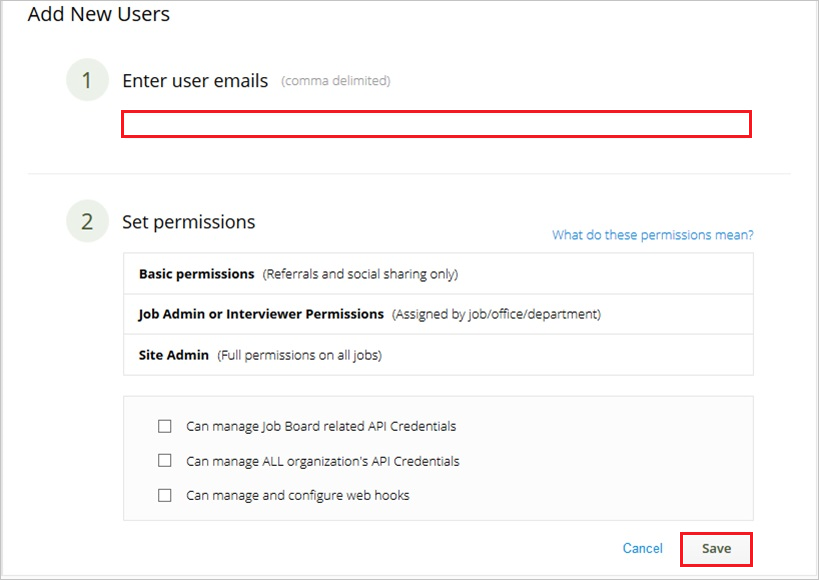 Add New Users
1 Enter user emails (comma delimited)
2 Set permissions
What do these permissions mean?
Basic permissions (Referrals and social sharing only)
Job Admin or Interviewer Permissions (Assigned by job/office/department)
Site Admin (Full permissions on all jobs)
Can manage Job Board related API Credentials
Can manage ALL organization's API Credentials
Can manage and configure web hooks
Cancel Save